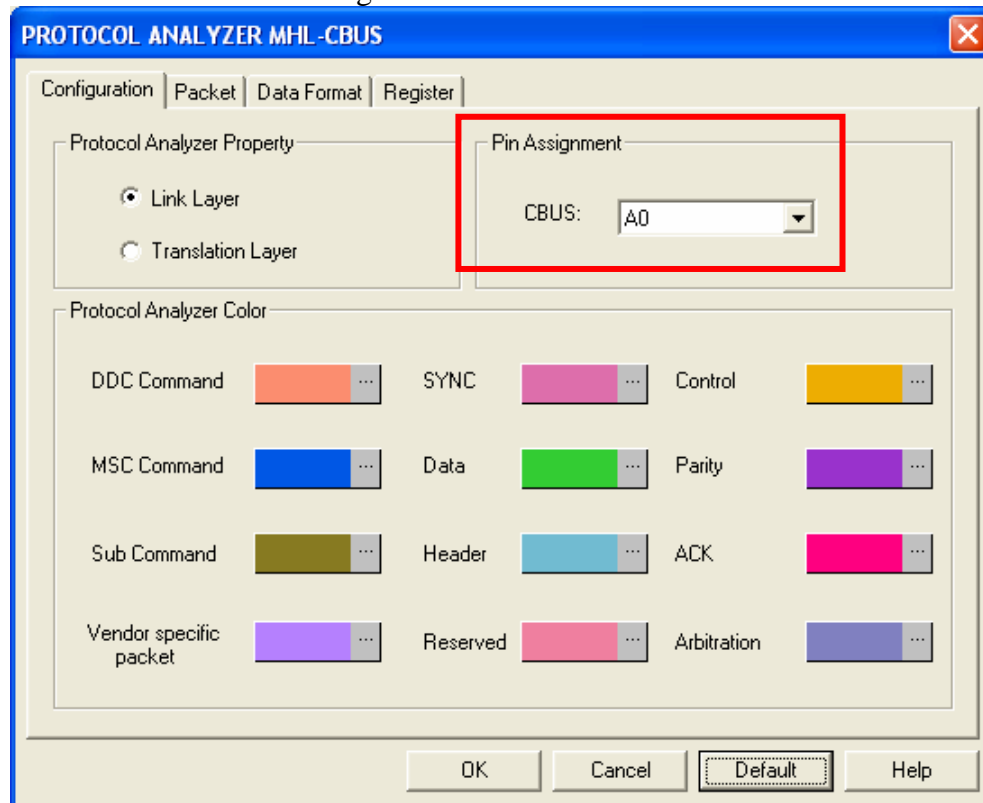 PROTOCOL ANALYZER MHL-CBUS
Configuration Packet Data Format Register
Protocol Analyzer Property
Link Layer
Translation Layer
Pin Assignment
CBUS: A0
Protocol Analyzer Color
DDC Command ... SYNC ... Control ...
MSC Command ... Data ... Parity ...
Sub Command ... Header ... ACK ...
Vendor specific
packet ... Reserved ... Arbitration ...
OK Cancel Default Help